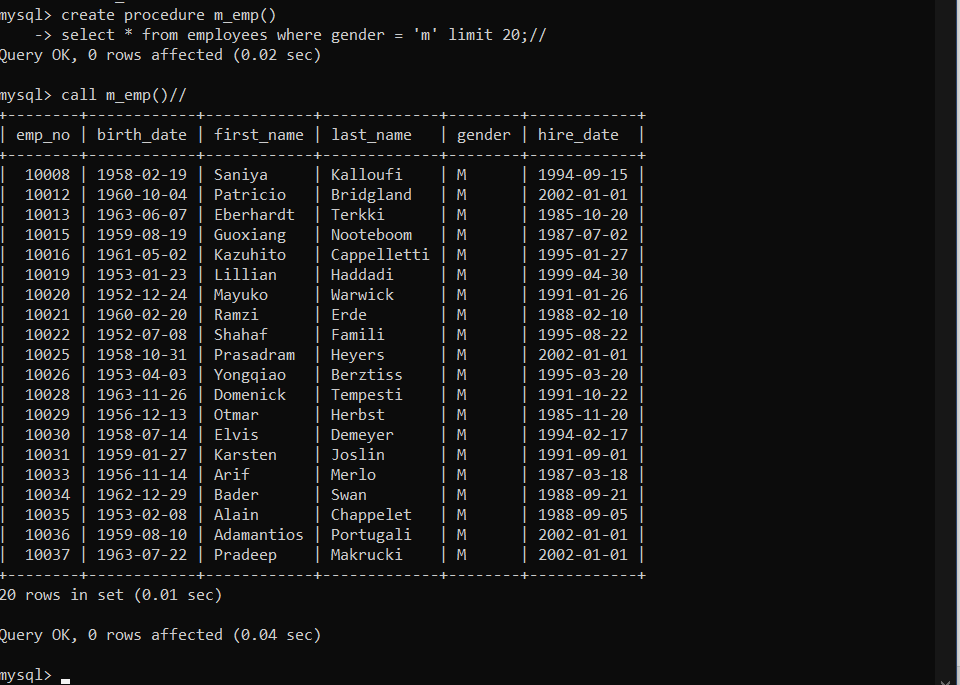 mysql> create procedure m_emp()
    -> select * from employees where gender = 'm' limit 20;//
Query OK, 0 rows affected (0.02 sec)

mysql> call m_emp()//
+--------+------------+------------+-------------+--------+------------+
| emp_no | birth_date | first_name | last_name   | gender | hire_date  |
+--------+------------+------------+-------------+--------+------------+
|  10008 | 1958-02-19 | Saniya     | Kalloufi    | M      | 1994-09-15 |
|  10012 | 1960-10-04 | Patricio   | Bridgland   | M      | 2002-01-01 |
|  10013 | 1963-06-07 | Eberhardt  | Terkki      | M      | 1985-10-20 |
|  10015 | 1959-08-19 | Guoxiang   | Nooteboom   | M      | 1987-07-02 |
|  10016 | 1961-05-02 | Kazuhito   | Cappelletti | M      | 1995-01-27 |
|  10019 | 1953-01-23 | Lillian    | Haddadi     | M      | 1999-04-30 |
|  10020 | 1952-12-24 | Mayuko     | Warwick     | M      | 1991-01-26 |
|  10021 | 1960-02-20 | Ramzi      | Erde        | M      | 1988-02-10 |
|  10022 | 1952-07-08 | Shahaf     | Famili      | M      | 1995-08-22 |
|  10025 | 1958-10-31 | Prasadram  | Heyers      | M      | 2002-01-01 |
|  10026 | 1953-04-03 | Yongqiao   | Berztiss    | M      | 1995-03-20 |
|  10028 | 1963-11-26 | Domenick   | Tempesti    | M      | 1991-10-22 |
|  10029 | 1956-12-13 | Otmar      | Herbst      | M      | 1985-11-20 |
|  10030 | 1958-07-14 | Elvis      | Demeyer     | M      | 1994-02-17 |
|  10031 | 1959-01-27 | Karsten    | Joslin      | M      | 1991-09-01 |
|  10033 | 1956-11-14 | Arif       | Merlo       | M      | 1987-03-18 |
|  10034 | 1962-12-29 | Bader      | Swan        | M      | 1988-09-21 |
|  10035 | 1953-02-08 | Alain      | Chappelet   | M      | 1988-09-05 |
|  10036 | 1959-08-10 | Adamantios | Portugali   | M      | 2002-01-01 |
|  10037 | 1963-07-22 | Pradeep    | Makrucki    | M      | 2002-01-01 |
+--------+------------+------------+-------------+--------+------------+
20 rows in set (0.01 sec)

Query OK, 0 rows affected (0.04 sec)

mysql>